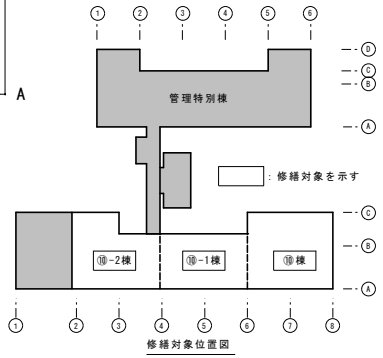 ① ② ③ ④ ⑤ ⑥
D
C
B
A
管理特別棟
A
: 修繕対象を示す
C
⑩-2棟 ⑩-1棟 ⑩棟
B
A
① ② ③ ④ ⑤ ⑥ ⑦ ⑧
修繕対象位置図